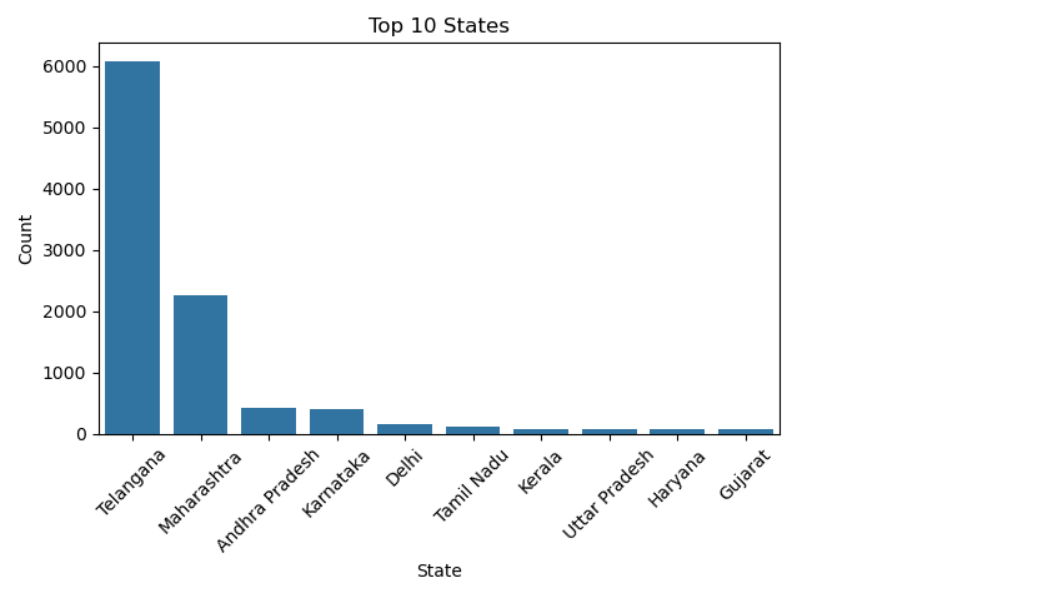 Top 10 States
6000
5000
4000
3000
2000
1000
0
Count
Telangana
Maharashtra
Andhra Pradesh
Karnataka
Delhi
Tamil Nadu
Kerala
Uttar Pradesh
Haryana
Gujarat
State